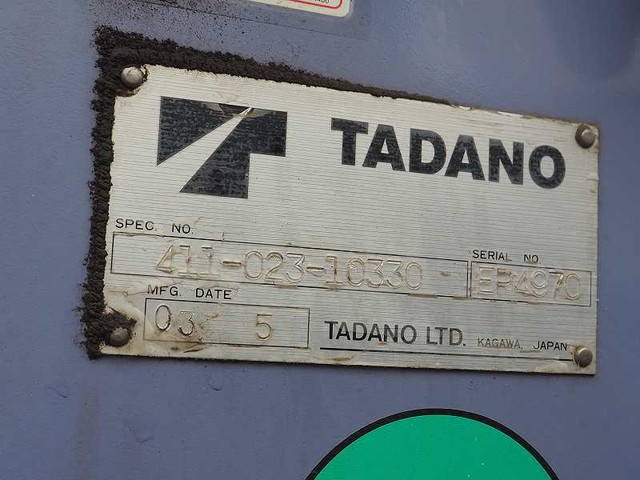 TADANO
SPEC. NO.
411-023-10330
SERIAL NO.
EP4970
MFG. DATE
03 5
TADANO LTD. KAGAWA, JAPAN